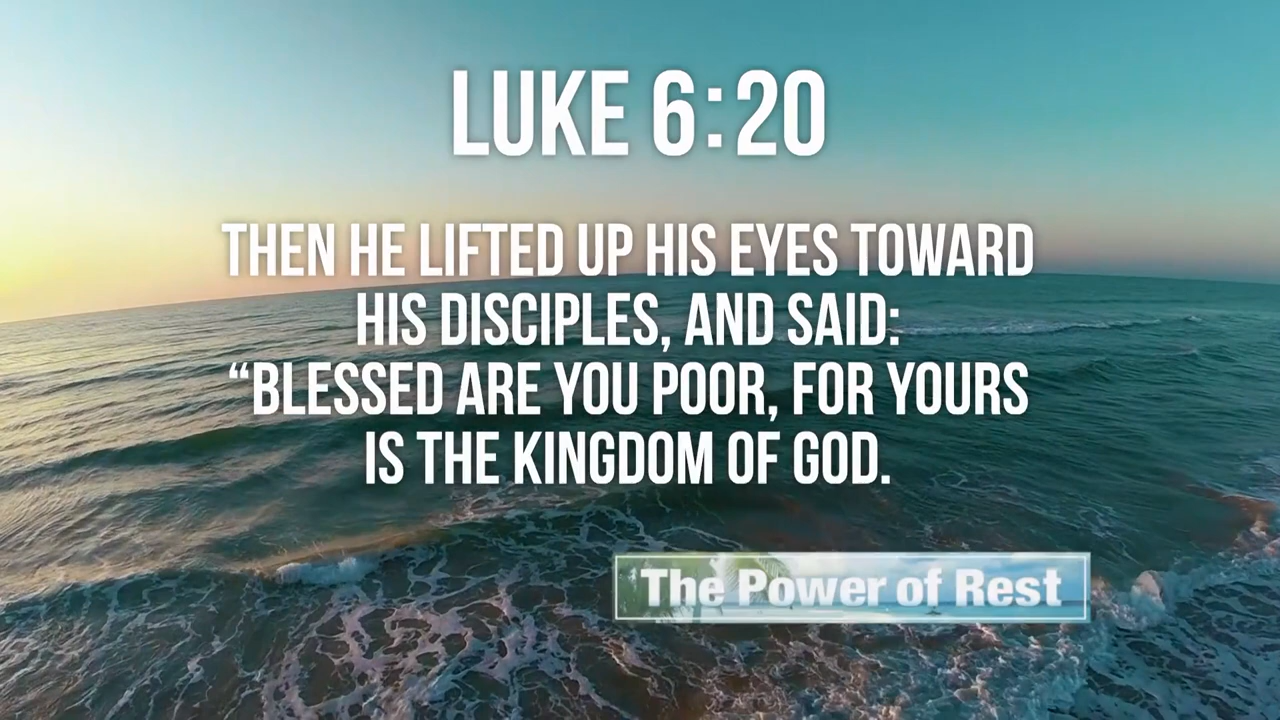 LUKE 6:20
THEN HE LIFTED UP HIS EYES TOWARD
HIS DISCIPLES, AND SAID:
“BLESSED ARE YOU POOR, FOR YOURS
IS THE KINGDOM OF GOD.
The Power of Rest